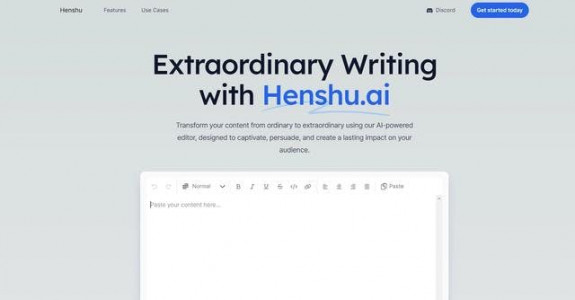 Henshu Features Use Cases Discord Get started today
Extraordinary Writing
with Henshu.ai
Transform your content from ordinary to extraordinary using our AI-powered
editor, designed to captivate, persuade, and create a lasting impact on your
audience.
Normal B I U S </> Paste
Paste your content here...